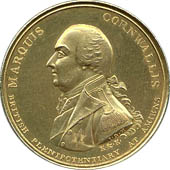 MARQUIS CORNWALLIS
BRITISH PLENIPOTENTIARY AT AMIENS